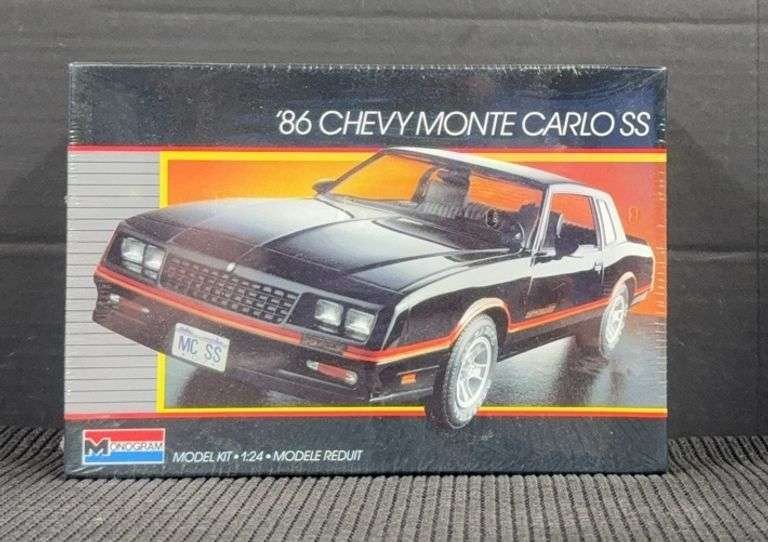 '86 CHEVY MONTE CARLO SS
MC SS
MONOGRAM
MODEL KIT • 1:24 • MODELE REDUIT